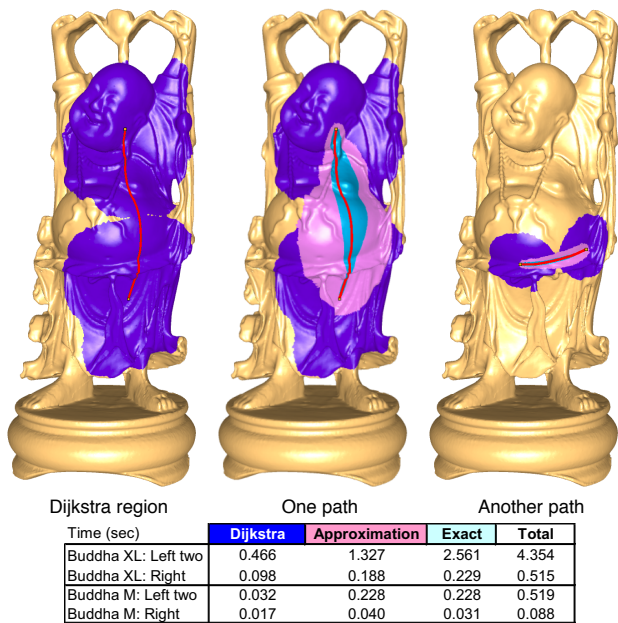 Dijkstra region One path Another path
Time (sec) Dijkstra Approximation Exact Total
Buddha XL: Left two 0.466 1.327 2.561 4.354
Buddha XL: Right 0.098 0.188 0.229 0.515
Buddha M: Left two 0.032 0.228 0.228 0.519
Buddha M: Right 0.017 0.040 0.031 0.088